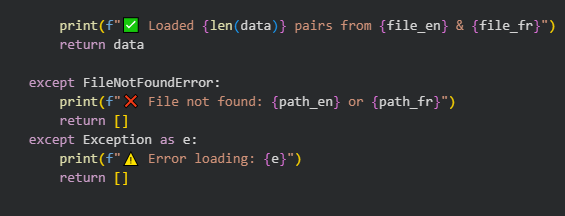 print(f"✅ Loaded {len(data)} pairs from {file_en} & {file_fr}")
return data
except FileNotFoundError:
print(f"❌ File not found: {path_en} or {path_fr}")
return []
except Exception as e:
print(f"⚠️ Error loading: {e}")
return []